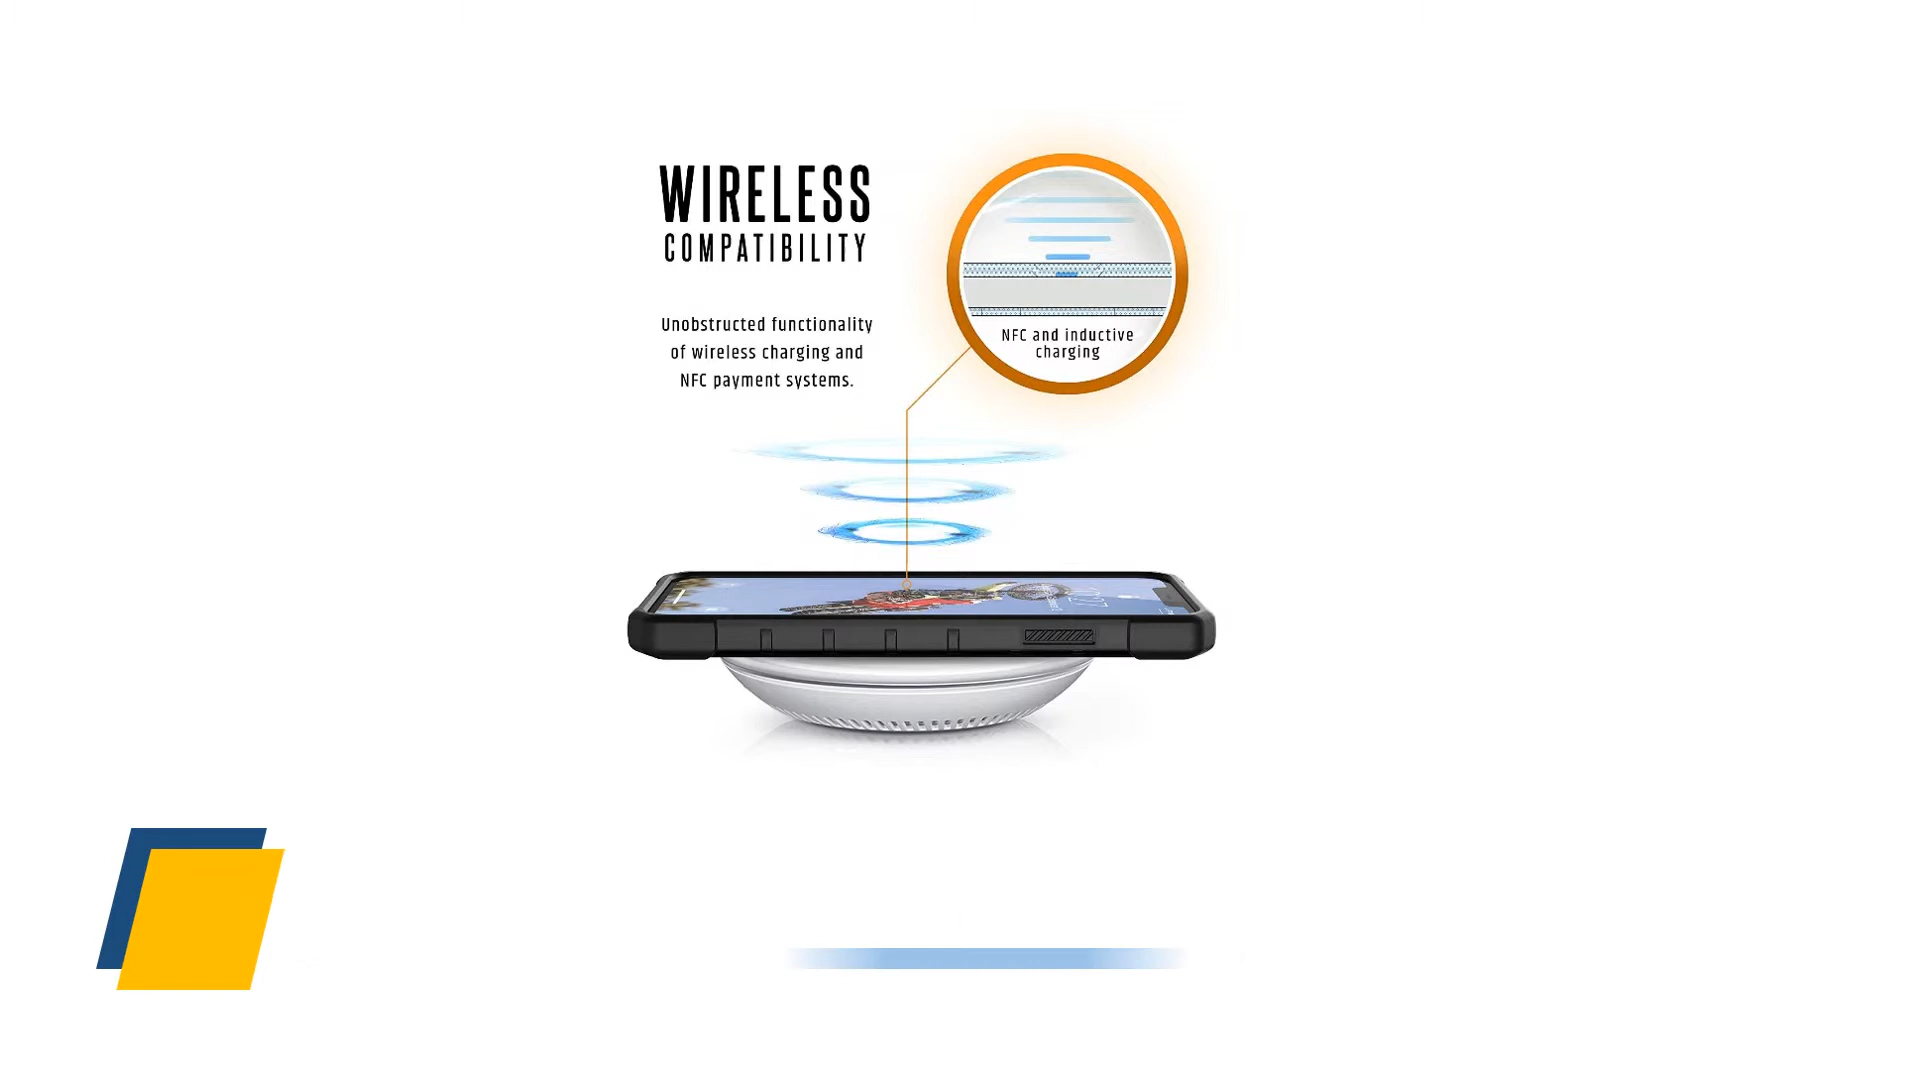 WIRELESS
COMPATIBILITY
Unobstructed functionality
of wireless charging and
NFC payment systems.
NFC and inductive
charging